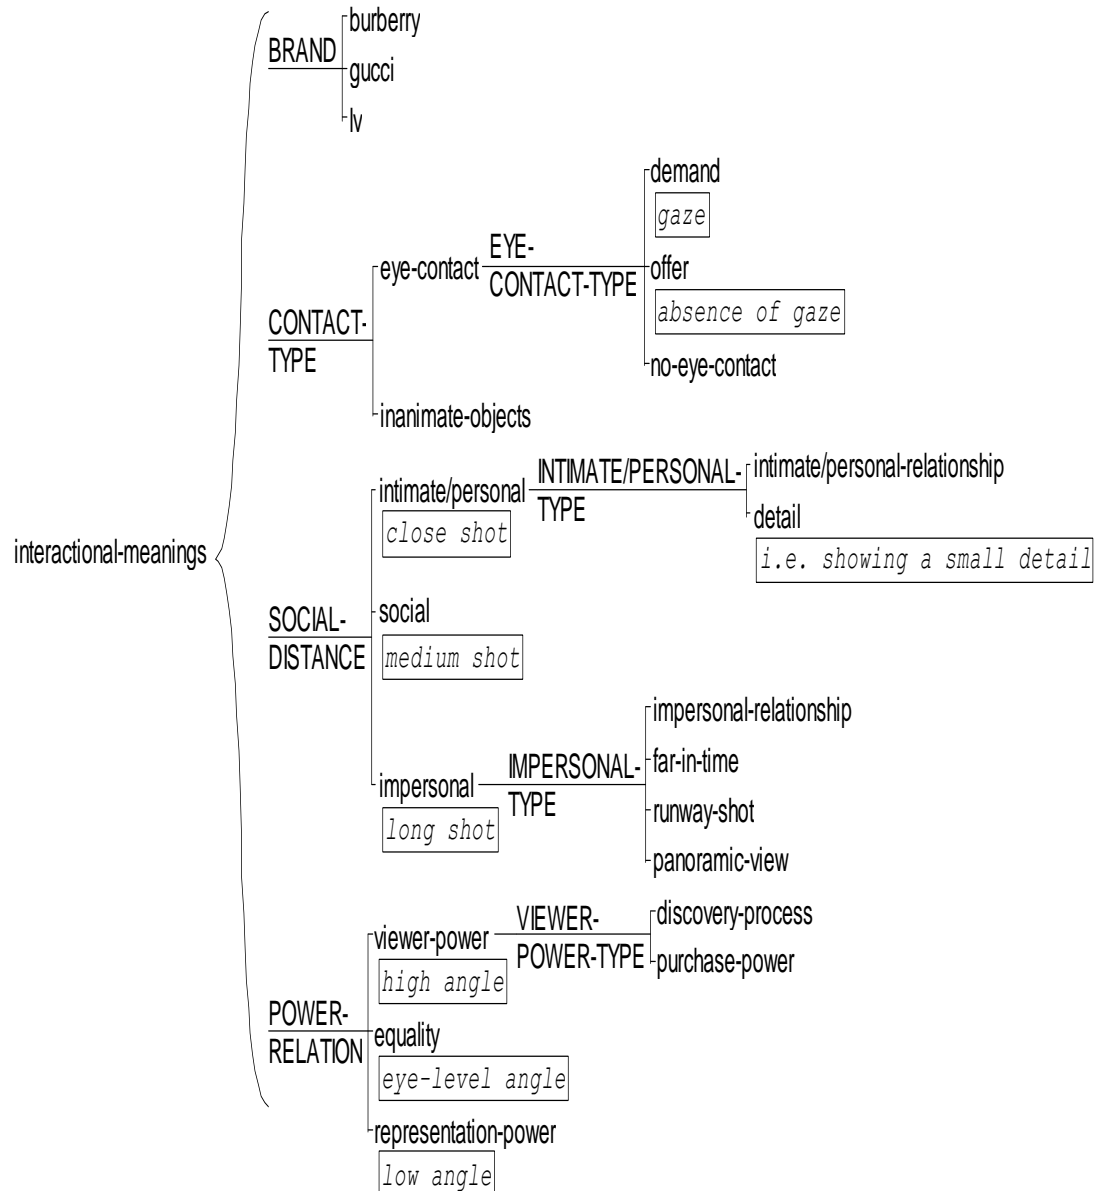 burberry
BRAND
gucci
lv
demand
gaze
EYE-
eye-contact
CONTACT-TYPE
offer
absence of gaze
CONTACT-
TYPE
no-eye-contact
inanimate-objects
INTIMATE/PERSONAL-
TYPE
intimate/personal-relationship
intimate/personal
close shot
detail
i.e. showing a small detail
interactional-meanings
SOCIAL-
DISTANCE
social
medium shot
impersonal-relationship
IMPERSONAL-
TYPE
far-in-time
impersonal
long shot
runway-shot
panoramic-view
VIEWER-
POWER-TYPE
discovery-process
viewer-power
high angle
purchase-power
POWER-
RELATION
equality
eye-level angle
representation-power
low angle